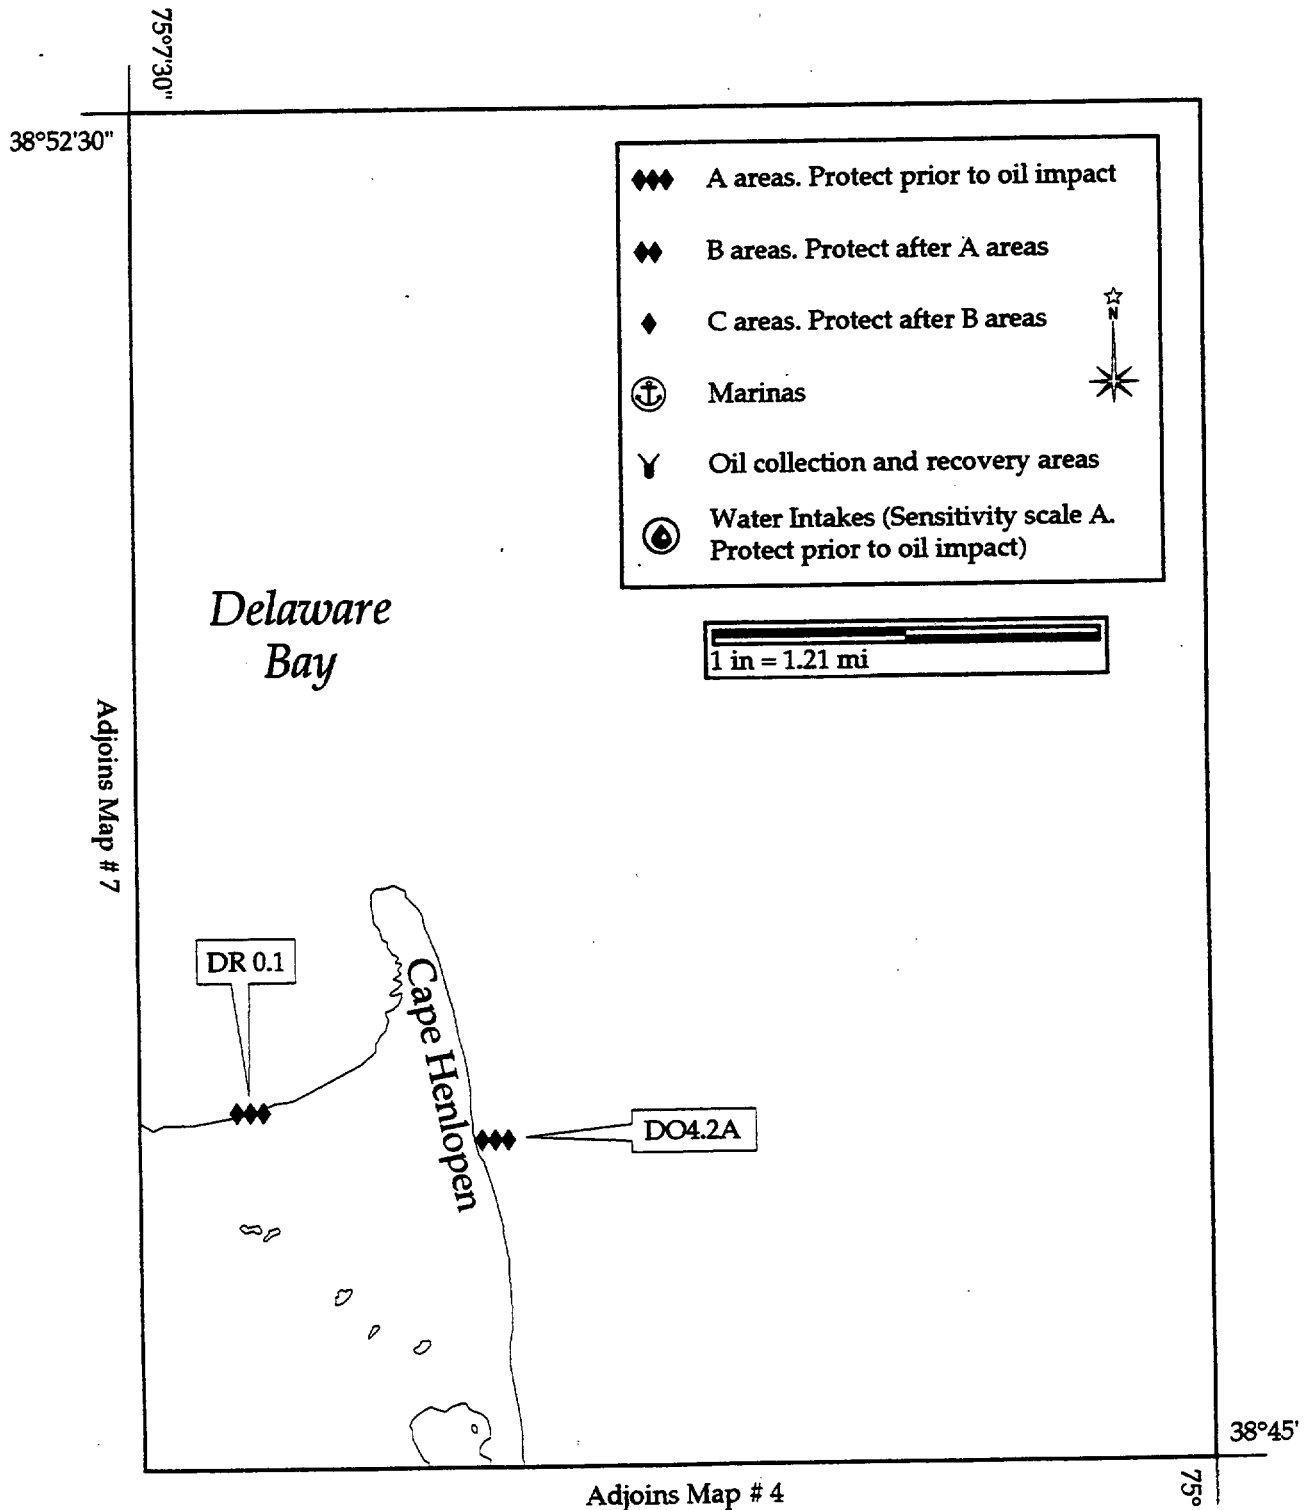 75°7'30"
38°52'30"
A areas. Protect prior to oil impact
B areas. Protect after A areas
C areas. Protect after B areas
N
Marinas
Oil collection and recovery areas
Water Intakes (Sensitivity scale A.
Protect prior to oil impact)
Delaware
Bay
1 in = 1.21 mi
Adjoins Map # 7
DR 0.1
Cape Henlopen
DO4.2A
38°45'
75°
Adjoins Map # 4